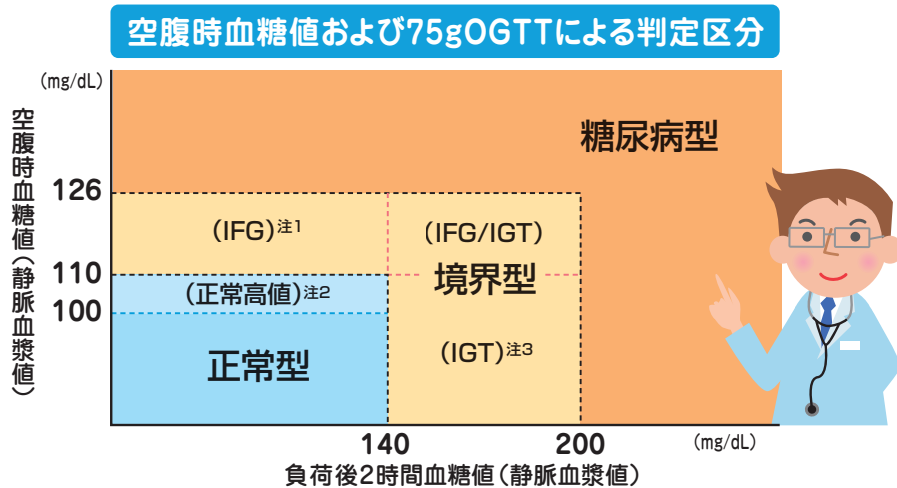 空腹時血糖値および75gOGTTによる判定区分
(mg/dL)
空腹時血糖値(静脈血漿値)
糖尿病型
126
(IFG)注1
(IFG/IGT)
110
境界型
(正常高値)注2
100
(IGT)注3
正常型
140
200
(mg/dL)
負荷後2時間血糖値(静脈血漿値)